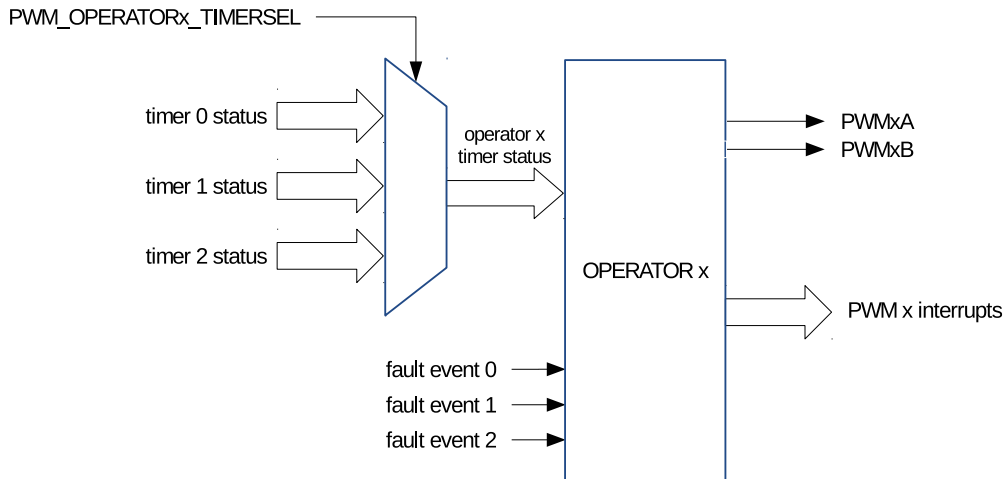 PWM_OPERATORx_TIMERSEL
timer 0 status
timer 1 status
timer 2 status
operator x
timer status
OPERATOR x
PWMxA
PWMxB
PWM x interrupts
fault event 0
fault event 1
fault event 2